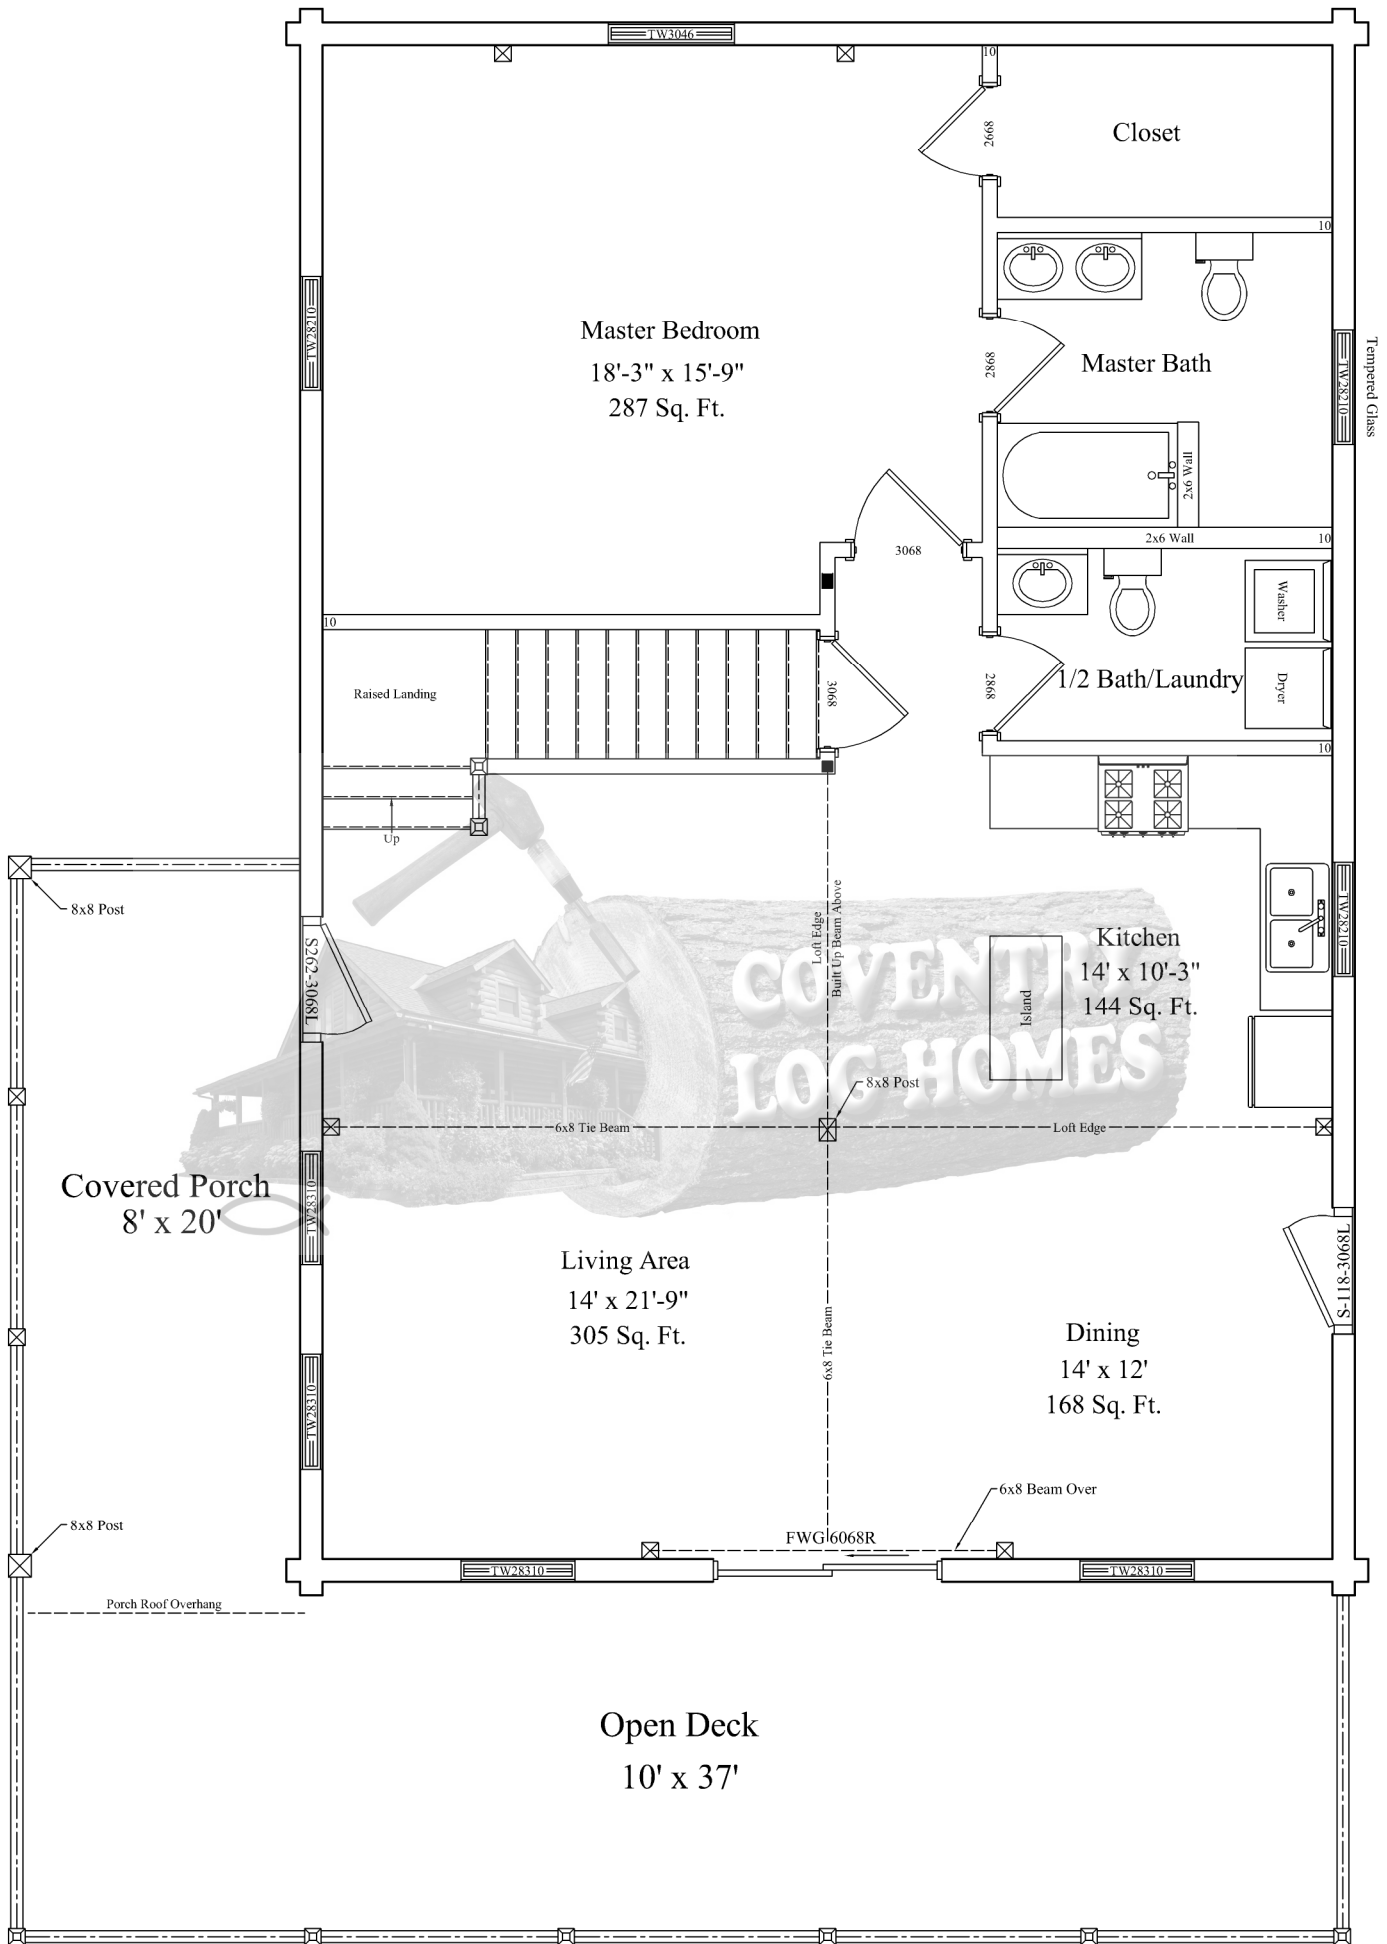 TW3046
10
2668
Closet
10
TW28210
Master Bedroom
18'-3" x 15'-9"
287 Sq. Ft.
2868
Master Bath
TW28210
Tempered Glass
2x6 Wall
2x6 Wall
10
3068
Washer
10
Raised Landing
3068
2868
1/2 Bath/Laundry
Dryer
10
Up
8x8 Post
S262-3068L
Loft Edge
Built Up Beam Above
COVENTRY
LOG HOMES
Island
Kitchen
14' x 10'-3"
144 Sq. Ft.
TW28210
8x8 Post
6x8 Tie Beam
Loft Edge
Covered Porch
8' x 20'
TW28310
Living Area
14' x 21'-9"
305 Sq. Ft.
6x8 Tie Beam
S-118-3068L
Dining
14' x 12'
168 Sq. Ft.
TW28310
6x8 Beam Over
8x8 Post
FWG 6068R
TW28310
TW28310
Porch Roof Overhang
Open Deck
10' x 37'